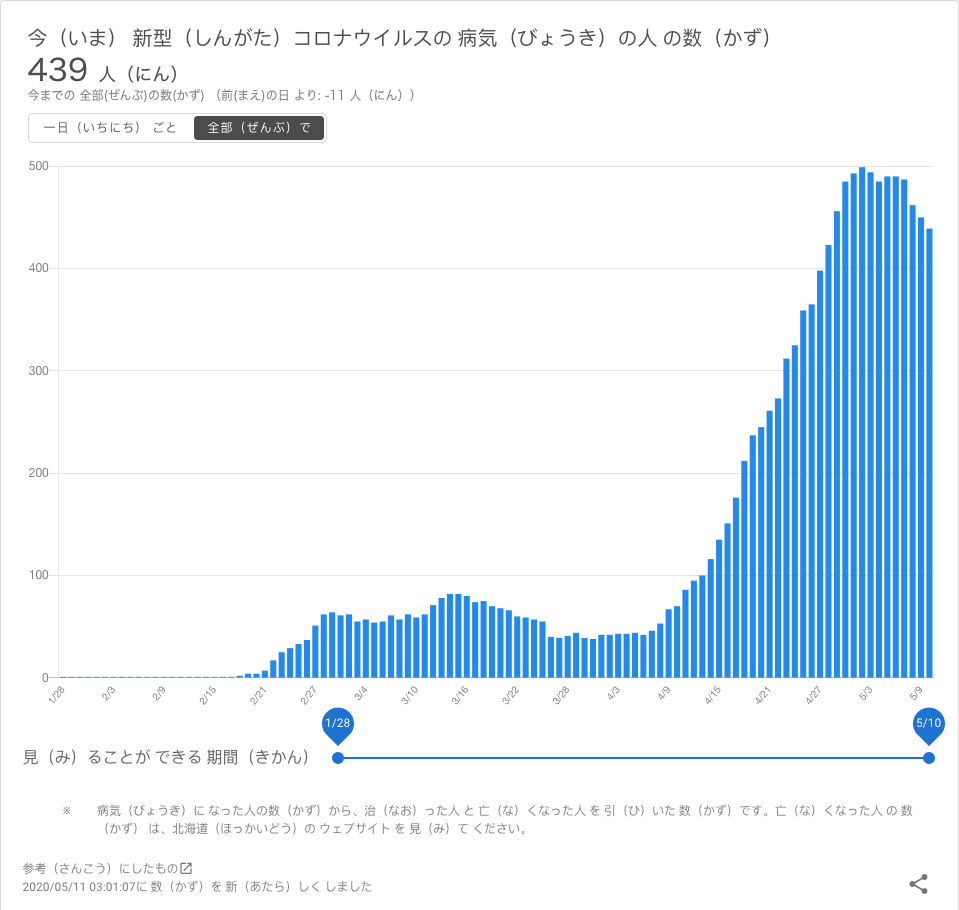 今（いま） 新型（しんがた）コロナウイルスの 病気（びょうき）の人 の数（かず）
439 人（にん）
今までの 全部(ぜんぶ)の数(かず) （前(まえ)の日 より: -11 人（にん））
一日（いちにち） ごと 全部（ぜんぶ）で
500
400
300
200
100
0
1/28 2/3 2/9 2/15 2/21 2/27 3/4 3/10 3/16 3/22 3/28 4/3 4/9 4/15 4/21 4/27 5/3 5/9
1/28 5/10
見（み）ることが できる 期間（きかん）
※ 病気（びょうき）に なった人の数（かず）から、治（なお）った人 と 亡（な）くなった人 を 引（ひ）いた 数（かず）です。亡（な）くなった人 の 数
（かず） は、北海道（ほっかいどう）の ウェブサイト を 見（み）て ください。
参考（さんこう）にしたもの
2020/05/11 03:01:07に 数（かず）を 新（あたら）しく しました